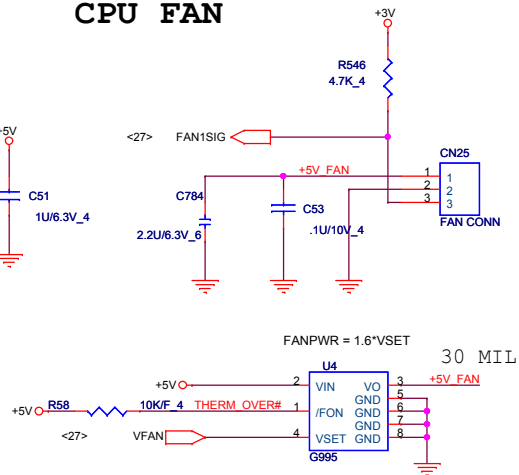 CPU FAN
+3V
R546
4.7K_4
+5V
<27> FAN1SIG
CN25
+5V_FAN
1 1
2 2
3 3
FAN CONN
C51
1U/6.3V_4
C784
2.2U/6.3V_6
C53
.1U/10V_4
FANPWR = 1.6*VSET
30 MIL
U4
+5V 2 VIN VO 3 +5V_FAN
GND 5
+5V R58 10K/F_4 THERM_OVER# 1 /FON GND 6
GND 7
<27> VFAN 4 VSET GND 8
G995